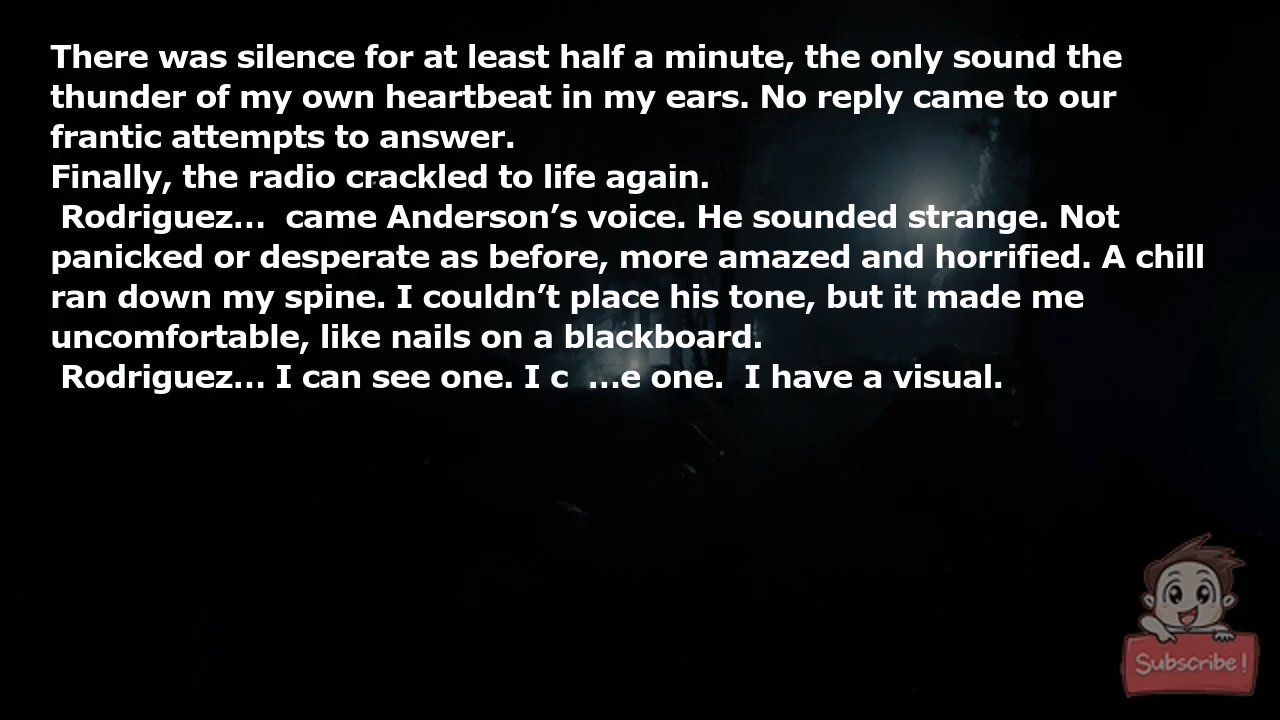 There was silence for at least half a minute, the only sound the
thunder of my own heartbeat in my ears. No reply came to our
frantic attempts to answer.
Finally, the radio crackled to life again.
Rodriguez…  came Anderson’s voice. He sounded strange. Not
panicked or desperate as before, more amazed and horrified. A chill
ran down my spine. I couldn’t place his tone, but it made me
uncomfortable, like nails on a blackboard.
Rodriguez… I can see one. I c  …e one.  I have a visual.
Subscribe!